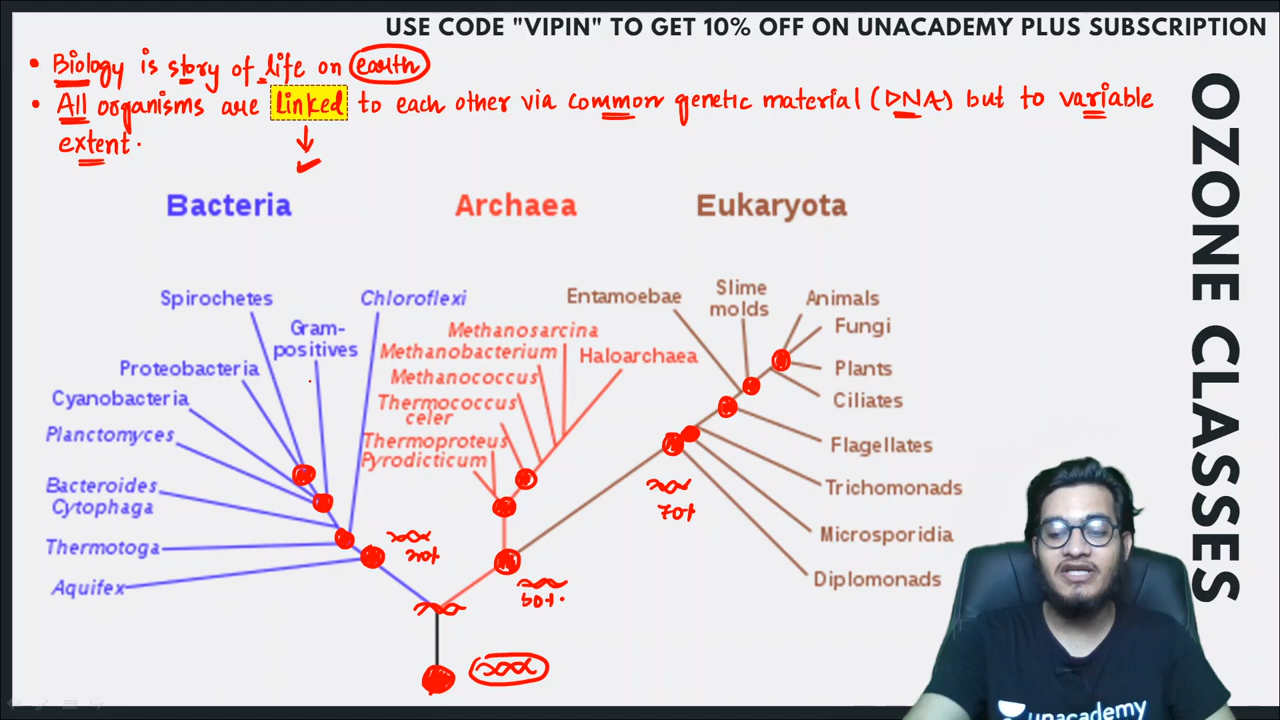 USE CODE "VIPIN" TO GET 10% OFF ON UNACADEMY PLUS SUBSCRIPTION
• Biology is story of life on earth
• All organisms are linked to each other via common genetic material (DNA) but to variable
extent.
Bacteria
Archaea
Eukaryota
Spirochetes
Gram-
positives
Chloroflexi
Proteobacteria
Cyanobacteria
Planctomyces
Bacteroides
Cytophaga
Thermotoga
Aquifex
Methanosarcina
Methanobacterium
Haloarchaea
Methanococcus
Thermococcus
celer
Thermoproteus
Pyrodicticum
Entamoebae
Slime
molds
Animals
Fungi
Plants
Ciliates
Flagellates
Trichomonads
Microsporidia
Diplomonads
OZONE CLASSES
unacademy